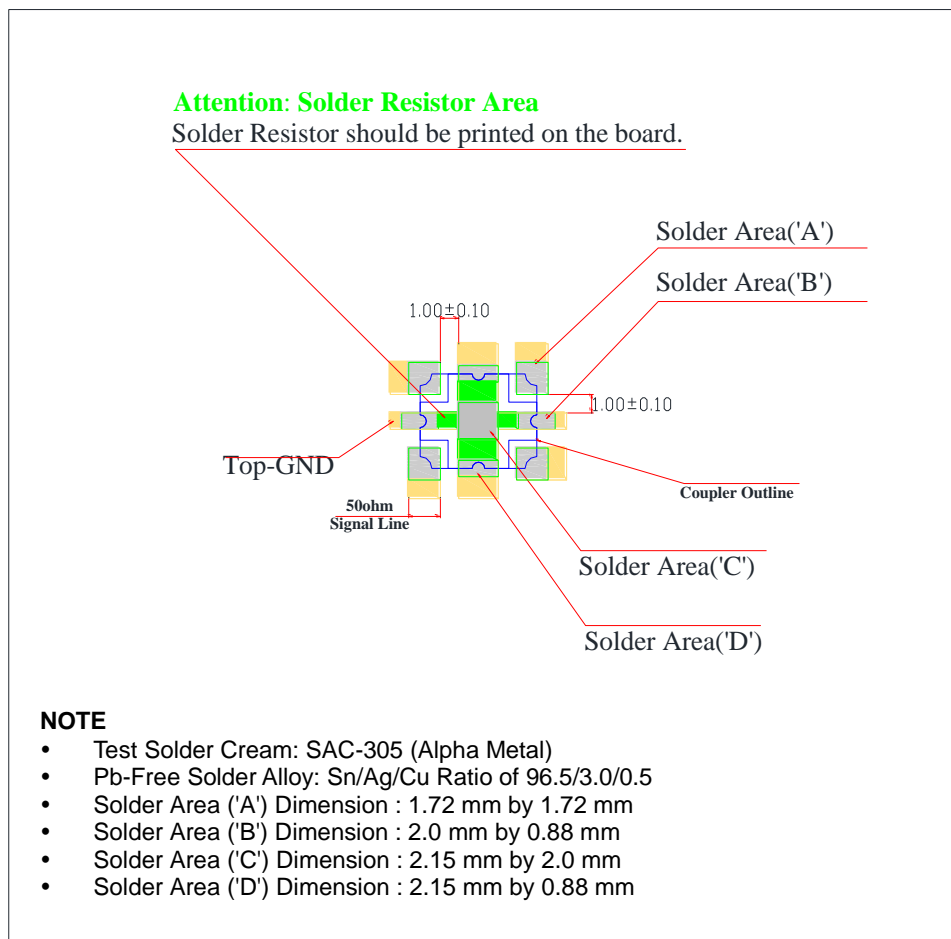 Attention: Solder Resistor Area
Solder Resistor should be printed on the board.
Solder Area('A')
Solder Area('B')
1.00±0.10
1.00±0.10
Top-GND
50ohm
Signal Line
Coupler Outline
Solder Area('C')
Solder Area('D')
NOTE
• Test Solder Cream: SAC-305 (Alpha Metal)
• Pb-Free Solder Alloy: Sn/Ag/Cu Ratio of 96.5/3.0/0.5
• Solder Area ('A') Dimension : 1.72 mm by 1.72 mm
• Solder Area ('B') Dimension : 2.0 mm by 0.88 mm
• Solder Area ('C') Dimension : 2.15 mm by 2.0 mm
• Solder Area ('D') Dimension : 2.15 mm by 0.88 mm